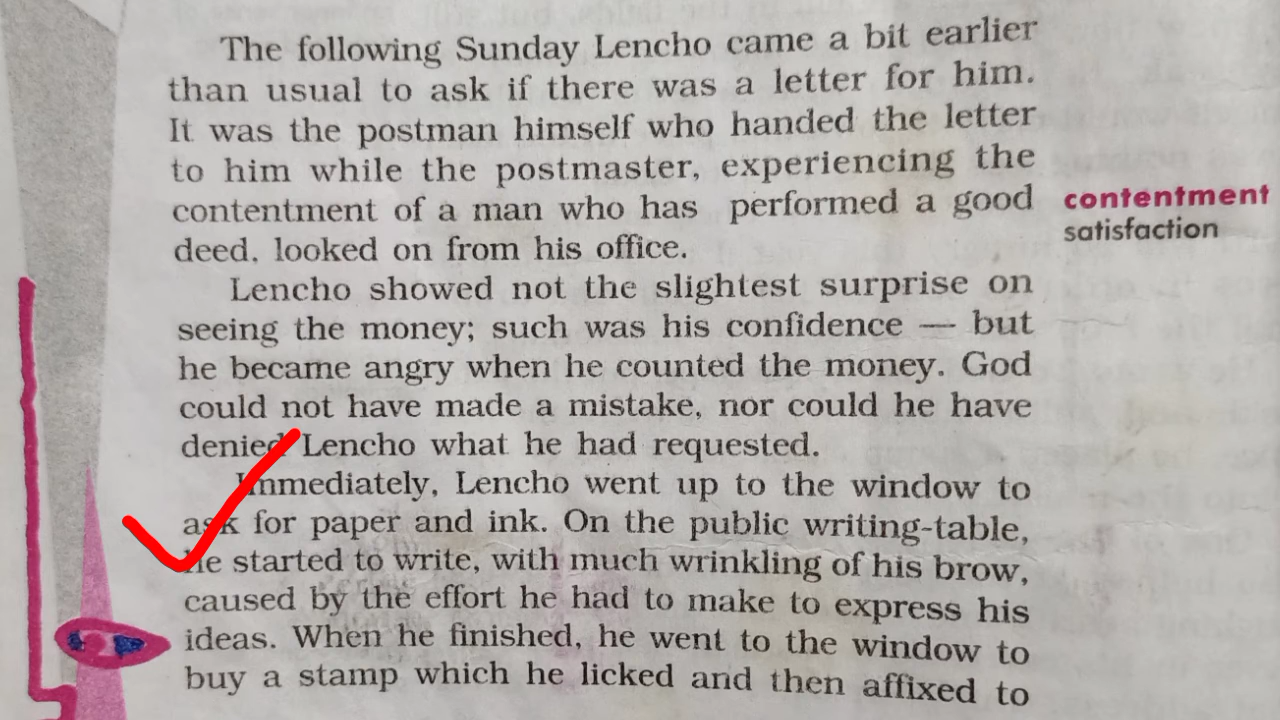 The following Sunday Lencho came a bit earlier
than usual to ask if there was a letter for him.
It was the postman himself who handed the letter
to him while the postmaster, experiencing the
contentment of a man who has performed a good
deed, looked on from his office.
contentment
satisfaction
Lencho showed not the slightest surprise on
seeing the money; such was his confidence — but
he became angry when he counted the money. God
could not have made a mistake, nor could he have
denied Lencho what he had requested.
Immediately, Lencho went up to the window to
ask for paper and ink. On the public writing-table,
he started to write, with much wrinkling of his brow,
caused by the effort he had to make to express his
ideas. When he finished, he went to the window to
buy a stamp which he licked and then affixed to